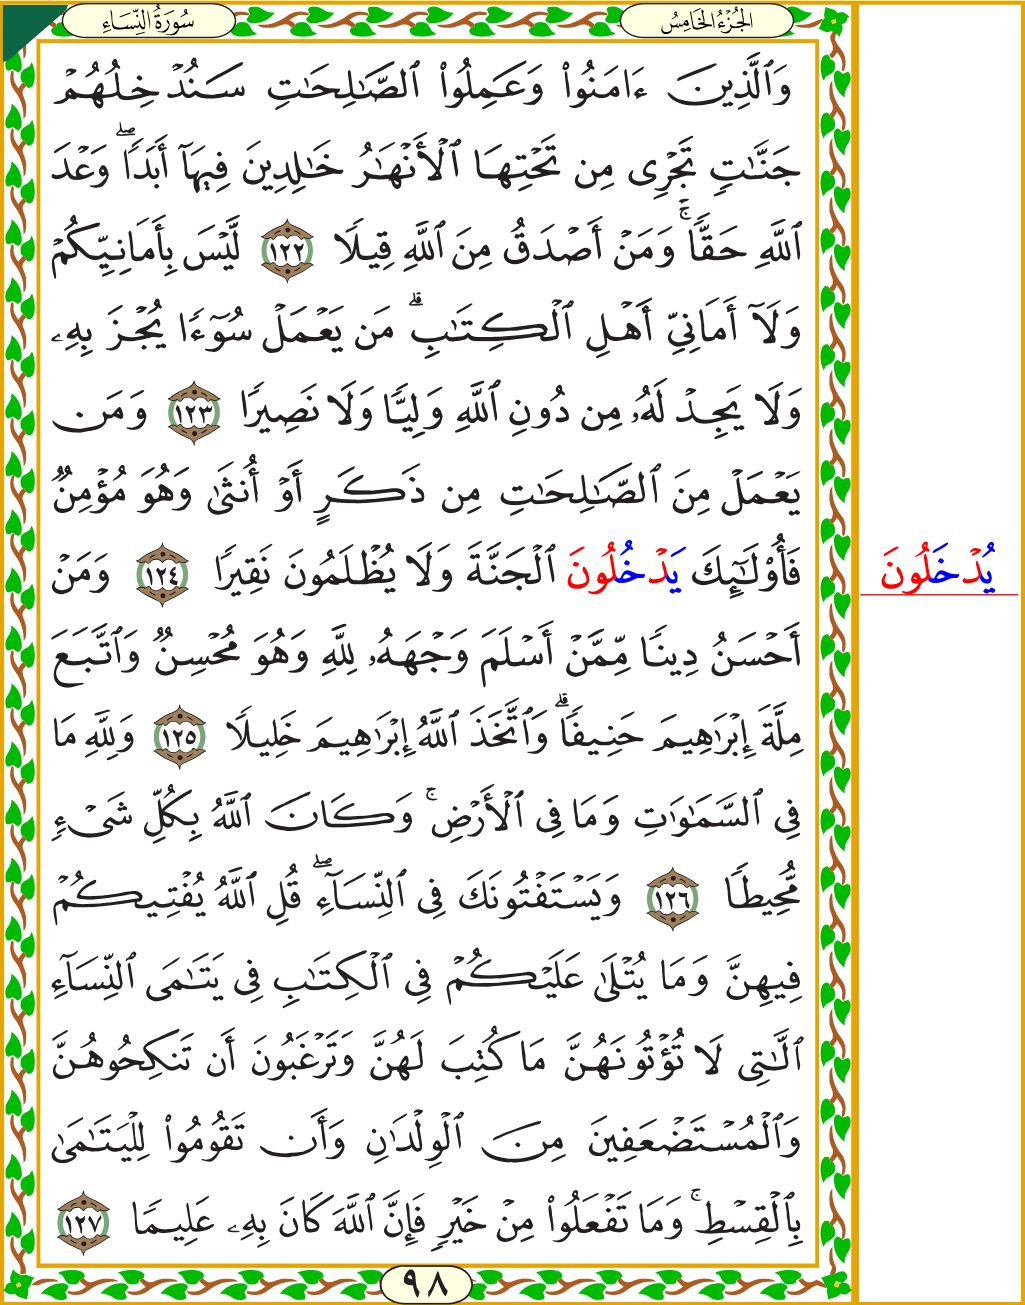 سُورَةُ النِّسَاءِ
الجُزْءُ الخَامِسُ
وَٱلَّذِينَ ءَامَنُوا۟ وَعَمِلُوا۟ ٱلصَّـٰلِحَـٰتِ سَنُدْخِلُهُمْ
جَنَّـٰتٍ تَجْرِى مِن تَحْتِهَا ٱلْأَنْهَـٰرُ خَـٰلِدِينَ فِيهَآ أَبَدًا ۖ وَعْدَ
ٱللَّهِ حَقًّا ۚ وَمَنْ أَصْدَقُ مِنَ ٱللَّهِ قِيلًا ١٢٢ لَّيْسَ بِأَمَانِيِّكُمْ
وَلَآ أَمَانِىِّ أَهْلِ ٱلْكِتَـٰبِ ۗ مَن يَعْمَلْ سُوٓءًا يُجْزَ بِهِۦ
وَلَا يَجِدْ لَهُۥ مِن دُونِ ٱللَّهِ وَلِيًّا وَلَا نَصِيرًا ١٢٣ وَمَن
يَعْمَلْ مِنَ ٱلصَّـٰلِحَـٰتِ مِن ذَكَرٍ أَوْ أُنثَىٰ وَهُوَ مُؤْمِنٌ
فَأُو۟لَـٰٓئِكَ يَدْخُلُونَ ٱلْجَنَّةَ وَلَا يُظْلَمُونَ نَقِيرًا ١٢٤ وَمَنْ
يُدْخَلُونَ
أَحْسَنُ دِينًا مِّمَّنْ أَسْلَمَ وَجْهَهُۥ لِلَّهِ وَهُوَ مُحْسِنٌ وَٱتَّبَعَ
مِلَّةَ إِبْرَٰهِيمَ حَنِيفًا ۗ وَٱتَّخَذَ ٱللَّهُ إِبْرَٰهِيمَ خَلِيلًا ١٢٥ وَلِلَّهِ مَا
فِى ٱلسَّمَـٰوَٰتِ وَمَا فِى ٱلْأَرْضِ ۚ وَكَانَ ٱللَّهُ بِكُلِّ شَىْءٍ
مُّحِيطًا ١٢٦ وَيَسْتَفْتُونَكَ فِى ٱلنِّسَآءِ ۖ قُلِ ٱللَّهُ يُفْتِيكُمْ
فِيهِنَّ وَمَا يُتْلَىٰ عَلَيْكُمْ فِى ٱلْكِتَـٰبِ فِى يَتَـٰمَى ٱلنِّسَآءِ
ٱلَّـٰتِى لَا تُؤْتُونَهُنَّ مَا كُتِبَ لَهُنَّ وَتَرْغَبُونَ أَن تَنكِحُوهُنَّ
وَٱلْمُسْتَضْعَفِينَ مِنَ ٱلْوِلْدَٰنِ وَأَن تَقُومُوا۟ لِلْيَتَـٰمَىٰ
بِٱلْقِسْطِ ۚ وَمَا تَفْعَلُوا۟ مِنْ خَيْرٍ فَإِنَّ ٱللَّهَ كَانَ بِهِۦ عَلِيمًا ١٢٧
٩٨